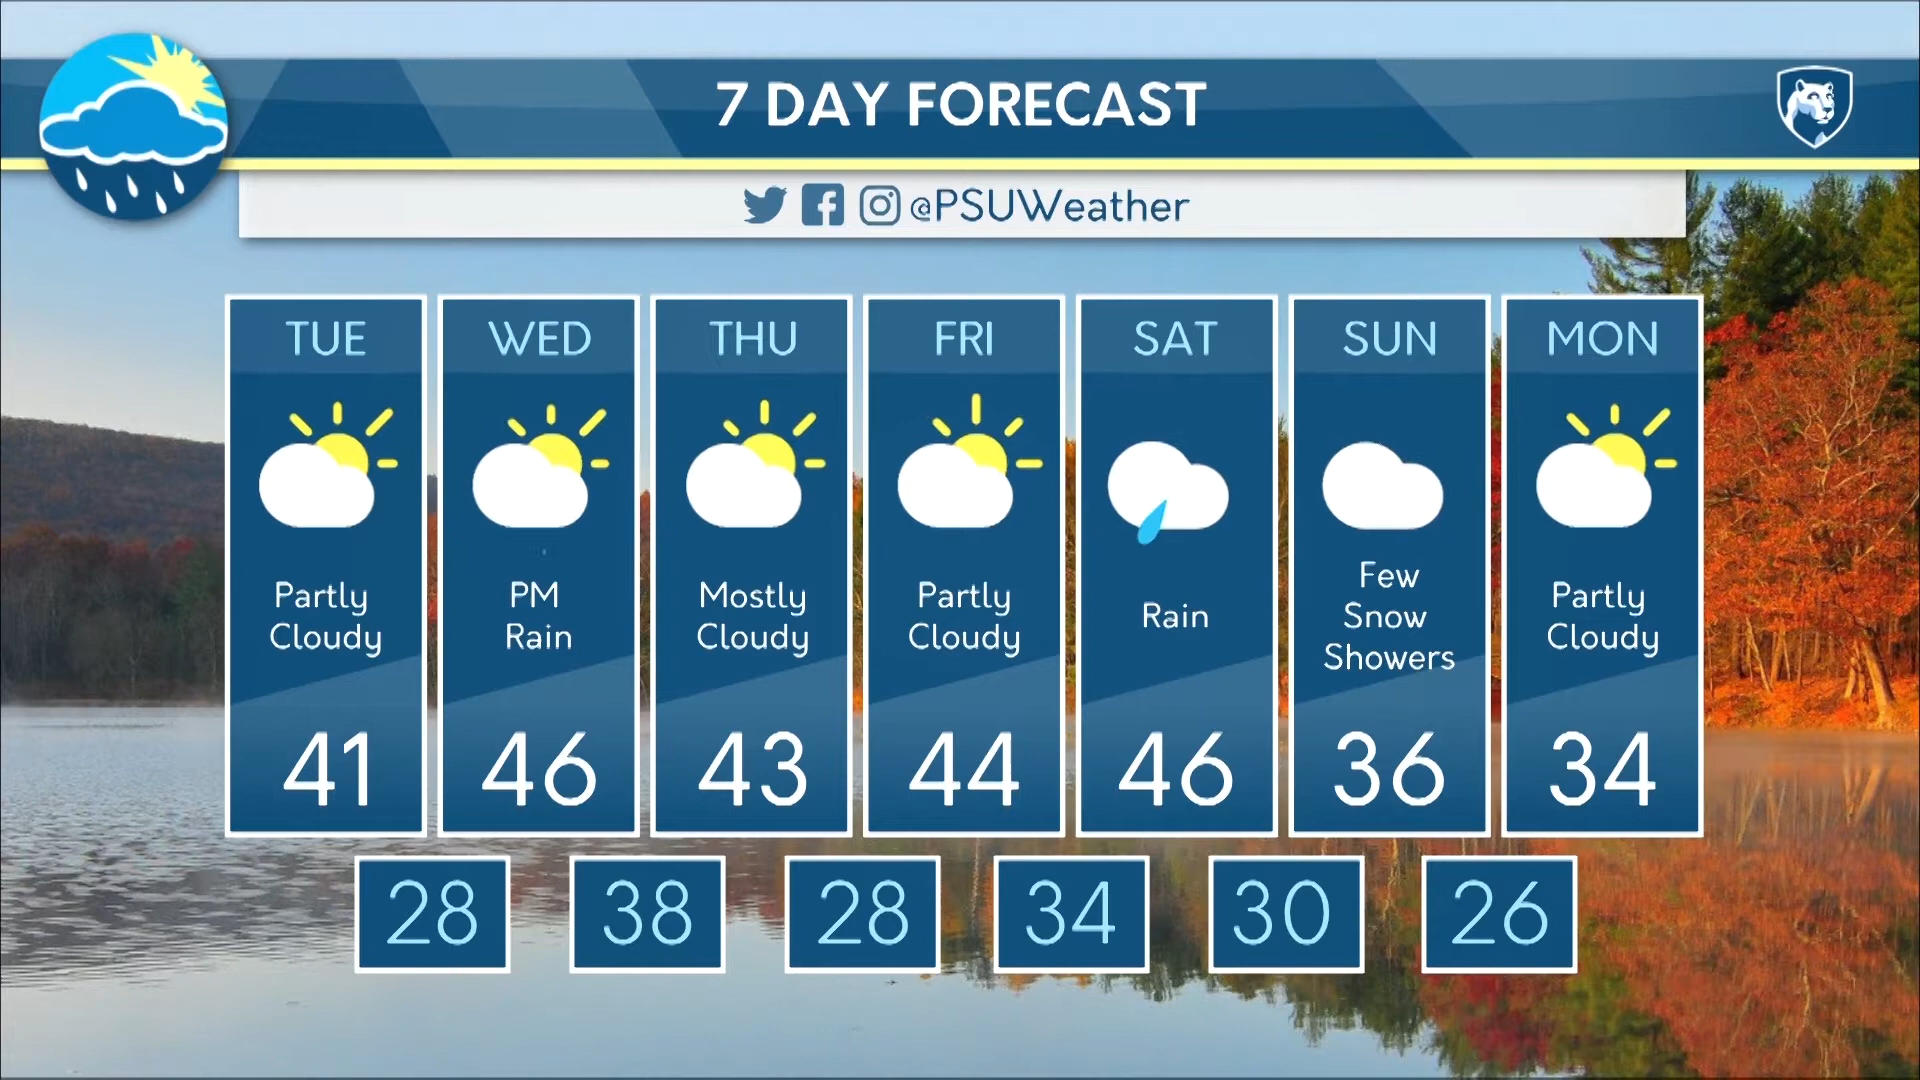 7 DAY FORECAST
@PSUWeather
TUE
Partly
Cloudy
41
WED
PM
Rain
46
THU
Mostly
Cloudy
43
FRI
Partly
Cloudy
44
SAT
Rain
46
SUN
Few
Snow
Showers
36
MON
Partly
Cloudy
34
28
38
28
34
30
26